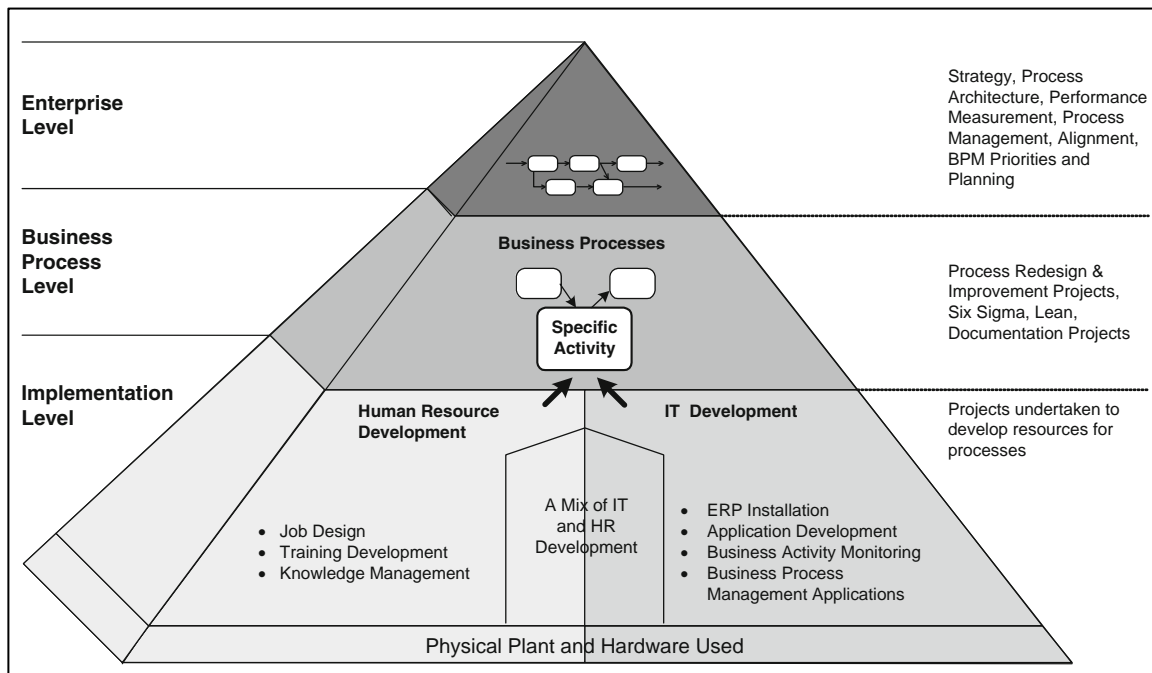 Enterprise
Level
Strategy, Process
Architecture, Performance
Measurement, Process
Management, Alignment,
BPM Priorities and
Planning
Business
Process
Level
Business Processes
Specific
Activity
Process Redesign &
Improvement Projects,
Six Sigma, Lean,
Documentation Projects
Implementation
Level
Human Resource
Development
IT Development
Projects undertaken to
develop resources for
processes
• Job Design
• Training Development
• Knowledge Management
A Mix of IT
and HR
Development
• ERP Installation
• Application Development
• Business Activity Monitoring
• Business Process
Management Applications
Physical Plant and Hardware Used